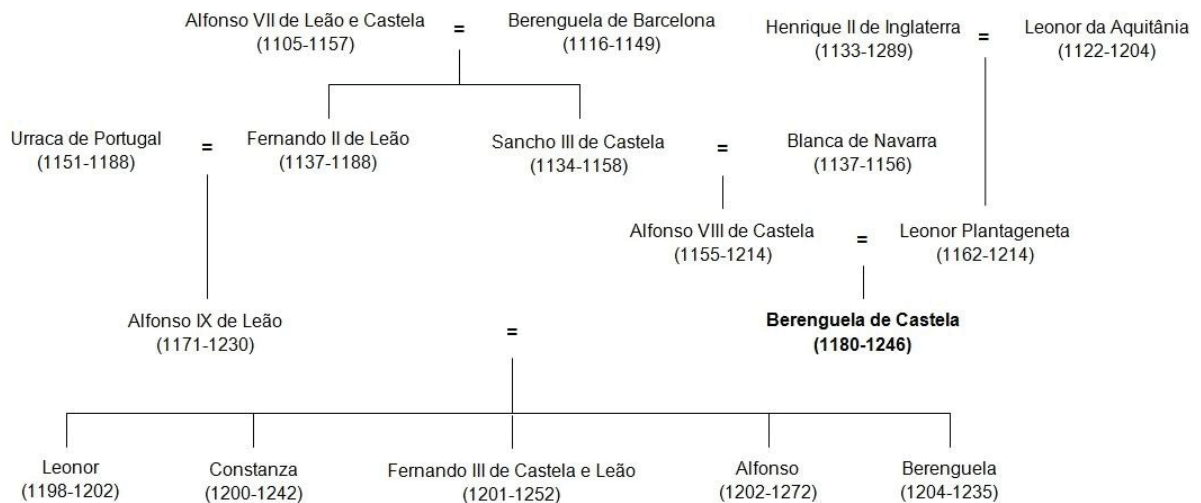 Alfonso VII de Leão e Castela = Berenguela de Barcelona
(1105-1157) (1116-1149)
Henrique II de Inglaterra = Leonor da Aquitânia
(1133-1289) (1122-1204)
Urraca de Portugal = Fernando II de Leão
(1151-1188) (1137-1188)
Sancho III de Castela = Blanca de Navarra
(1134-1158) (1137-1156)
Alfonso VIII de Castela = Leonor Plantageneta
(1155-1214) (1162-1214)
Alfonso IX de Leão = Berenguela de Castela
(1171-1230) (1180-1246)
Leonor
(1198-1202)
Constanza
(1200-1242)
Fernando III de Castela e Leão
(1201-1252)
Alfonso
(1202-1272)
Berenguela
(1204-1235)